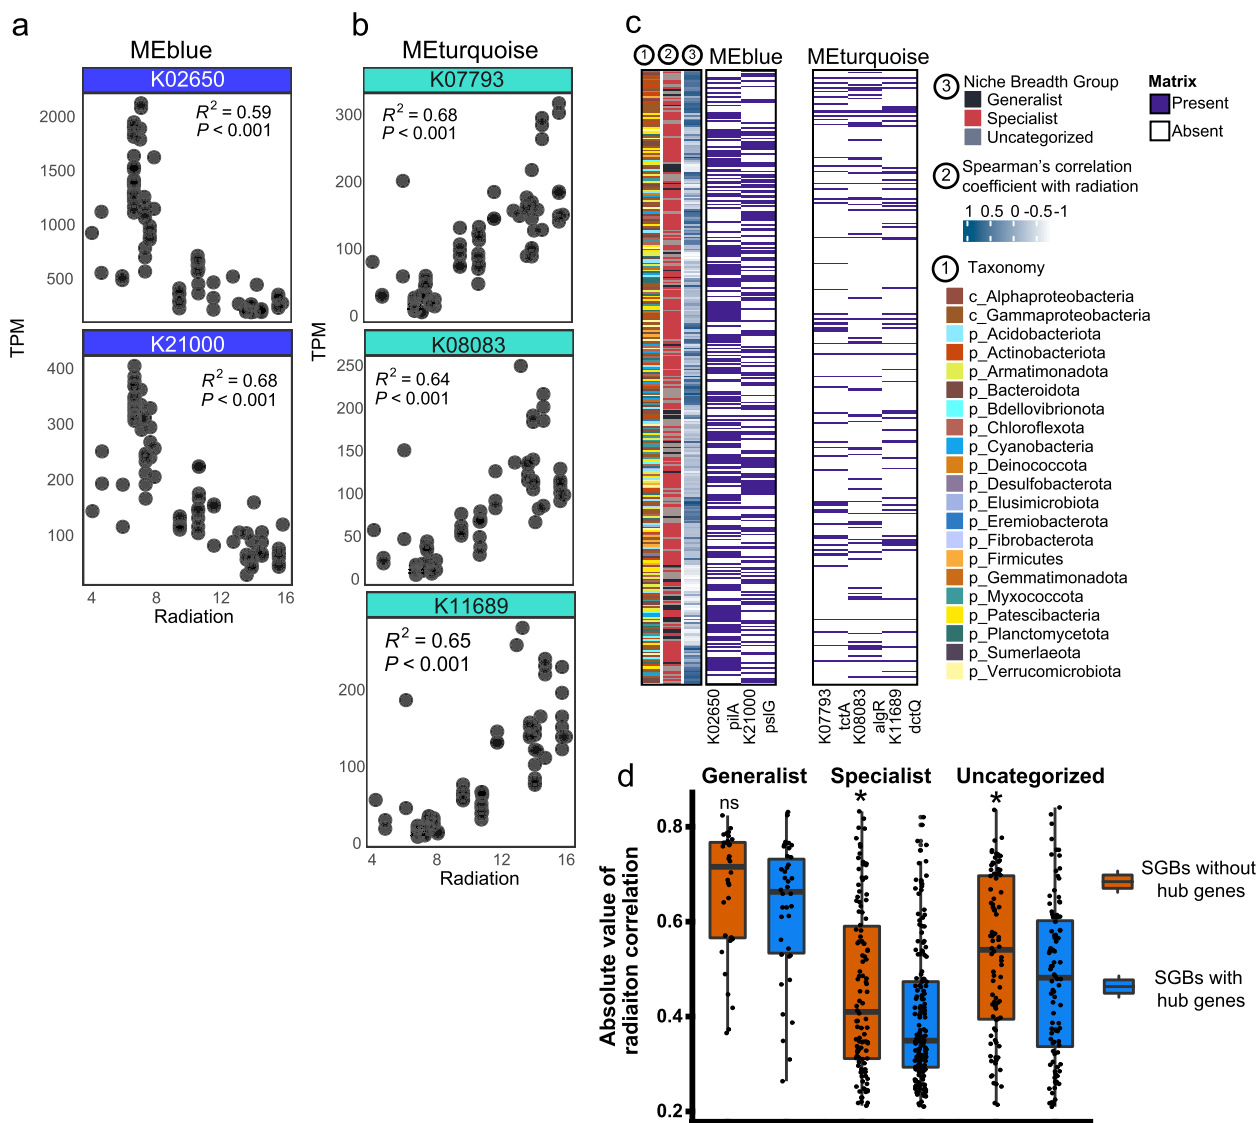 a
MEblue
K02650
R² = 0.59
P < 0.001
2000
1500
1000
500
TPM
K21000
R² = 0.68
P < 0.001
400
300
200
100
4 8 12 16
Radiation
b
MEturquoise
K07793
R² = 0.68
P < 0.001
300
200
100
0
TPM
K08083
R² = 0.64
P < 0.001
250
200
150
100
50
0
K11689
R² = 0.65
P < 0.001
200
100
0
4 8 12 16
Radiation
c
1 2 3 MEblue MEturquoise
K02650
pilA
K21000
pslG
K07793
tctA
K08083
algR
K11689
dctQ
3 Niche Breadth Group
Generalist
Specialist
Uncategorized
Matrix
Present
Absent
2 Spearman's correlation
coefficient with radiation
1 0.5 0 -0.5 -1
1 Taxonomy
c_Alphaproteobacteria
c_Gammaproteobacteria
p_Acidobacteriota
p_Actinobacteriota
p_Armatimonadota
p_Bacteroidota
p_Bdellovibrionota
p_Chloroflexota
p_Cyanobacteria
p_Deinococcota
p_Desulfobacterota
p_Elusimicrobiota
p_Eremiobacterota
p_Fibrobacterota
p_Firmicutes
p_Gemmatimonadota
p_Myxococcota
p_Patescibacteria
p_Planctomycetota
p_Sumerlaeota
p_Verrucomicrobiota
d
Generalist Specialist Uncategorized
ns * *
0.8
0.6
0.4
0.2
Absolute value of
radiaiton correlation
SGBs without
hub genes
SGBs with
hub genes